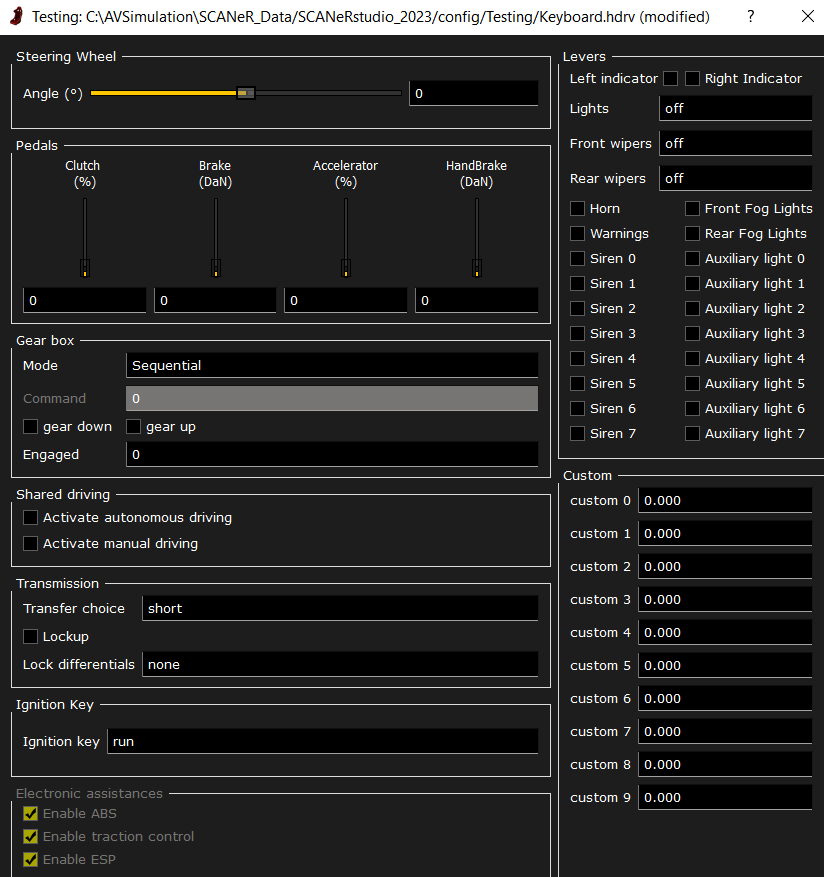 Testing: C:\AVSimulation\SCANeR_Data/SCANeRstudio_2023/config/Testing/Keyboard.hdrv (modified) ?
Steering Wheel
Angle (°) 0
Pedals
Clutch Brake Accelerator HandBrake
(%) (DaN) (%) (DaN)
0 0 0 0
Gear box
Mode Sequential
Command 0
gear down gear up
Engaged 0
Shared driving
Activate autonomous driving
Activate manual driving
Transmission
Transfer choice short
Lockup
Lock differentials none
Ignition Key
Ignition key run
Electronic assistances
Enable ABS
Enable traction control
Enable ESP
Levers
Left indicator Right Indicator
Lights off
Front wipers off
Rear wipers off
Horn Front Fog Lights
Warnings Rear Fog Lights
Siren 0 Auxiliary light 0
Siren 1 Auxiliary light 1
Siren 2 Auxiliary light 2
Siren 3 Auxiliary light 3
Siren 4 Auxiliary light 4
Siren 5 Auxiliary light 5
Siren 6 Auxiliary light 6
Siren 7 Auxiliary light 7
Custom
custom 0 0.000
custom 1 0.000
custom 2 0.000
custom 3 0.000
custom 4 0.000
custom 5 0.000
custom 6 0.000
custom 7 0.000
custom 8 0.000
custom 9 0.000